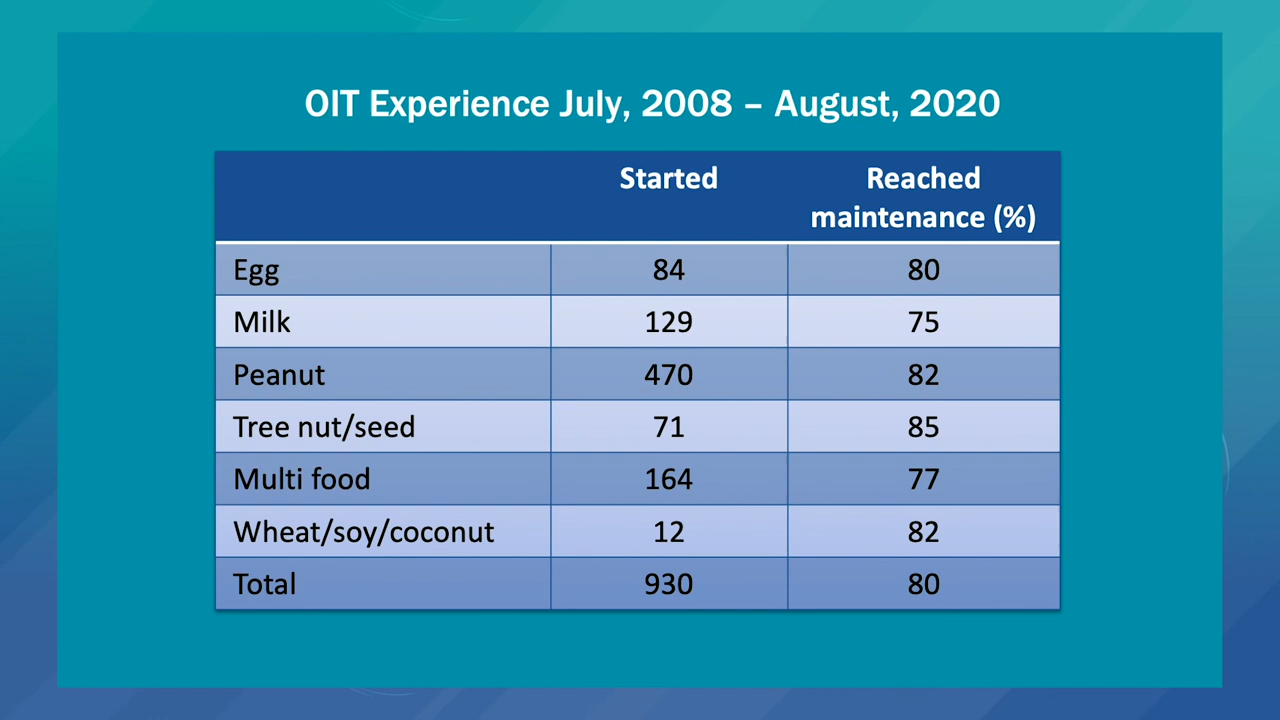 OIT Experience July, 2008 – August, 2020
Started Reached
maintenance (%)
Egg 84 80
Milk 129 75
Peanut 470 82
Tree nut/seed 71 85
Multi food 164 77
Wheat/soy/coconut 12 82
Total 930 80